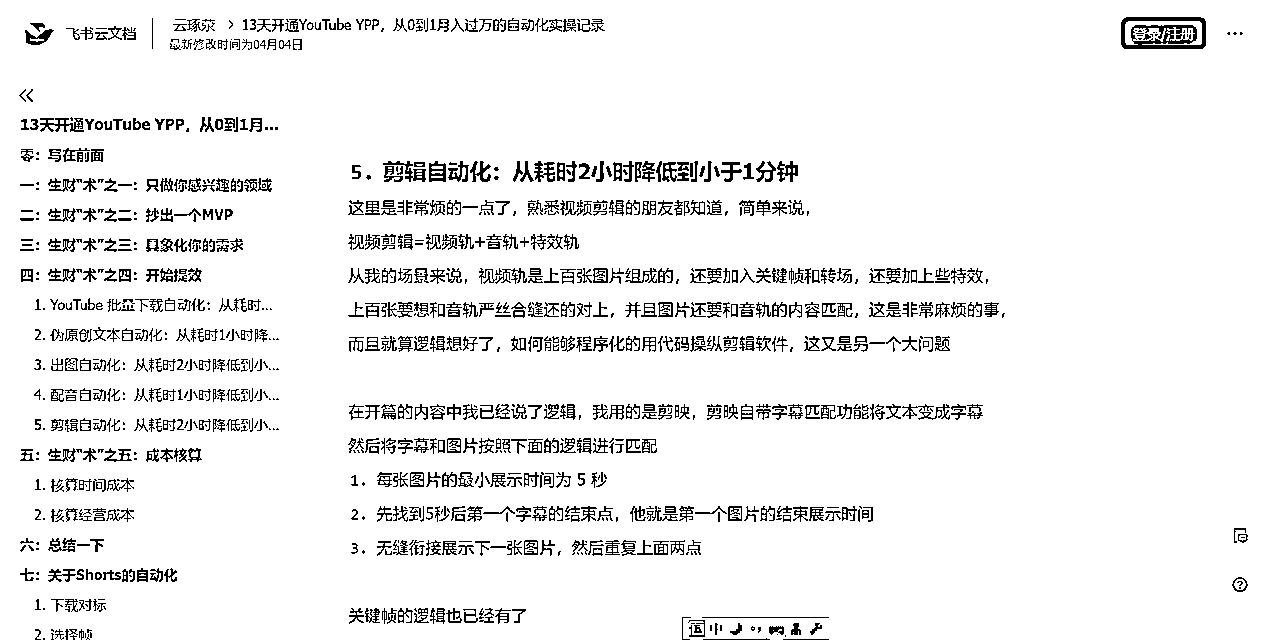 飞书云文档
云琢荥 > 13天开通YouTube YPP，从0到1月入过万的自动化实操记录
最新修改时间为04月04日
登录/注册
13天开通YouTube YPP，从0到1月...
零：写在前面
一：生财“术”之一：只做你感兴趣的领域
二：生财“术”之二：抄出一个MVP
三：生财“术”之三：具象化你的需求
四：生财“术”之四：开始提效
1. YouTube 批量下载自动化：从耗时...
2. 伪原创文本自动化：从耗时1小时降...
3. 出图自动化：从耗时2小时降低到小...
4. 配音自动化：从耗时1小时降低到小...
5. 剪辑自动化：从耗时2小时降低到小...
五：生财“术”之五：成本核算
1. 核算时间成本
2. 核算经营成本
六：总结一下
七：关于Shorts的自动化
1. 下载对标
2. 选择帧
5. 剪辑自动化：从耗时2小时降低到小于1分钟
这里是非常烦的一点了，熟悉视频剪辑的朋友都知道，简单来说，
视频剪辑=视频轨+音轨+特效轨
从我的场景来说，视频轨是上百张图片组成的，还要加入关键帧和转场，还要加上些特效，
上百张要想和音轨严丝合缝还的对上，并且图片还要和音轨的内容匹配，这是非常麻烦的事，
而且就算逻辑想好了，如何能够程序化的用代码操纵剪辑软件，这又是另一个大问题
在开篇的内容中我已经说了逻辑，我用的是剪映，剪映自带字幕匹配功能将文本变成字幕
然后将字幕和图片按照下面的逻辑进行匹配
1. 每张图片的最小展示时间为 5 秒
2. 先找到5秒后第一个字幕的结束点，他就是第一个图片的结束展示时间
3. 无缝衔接展示下一张图片，然后重复上面两点
关键帧的逻辑也已经有了
五中